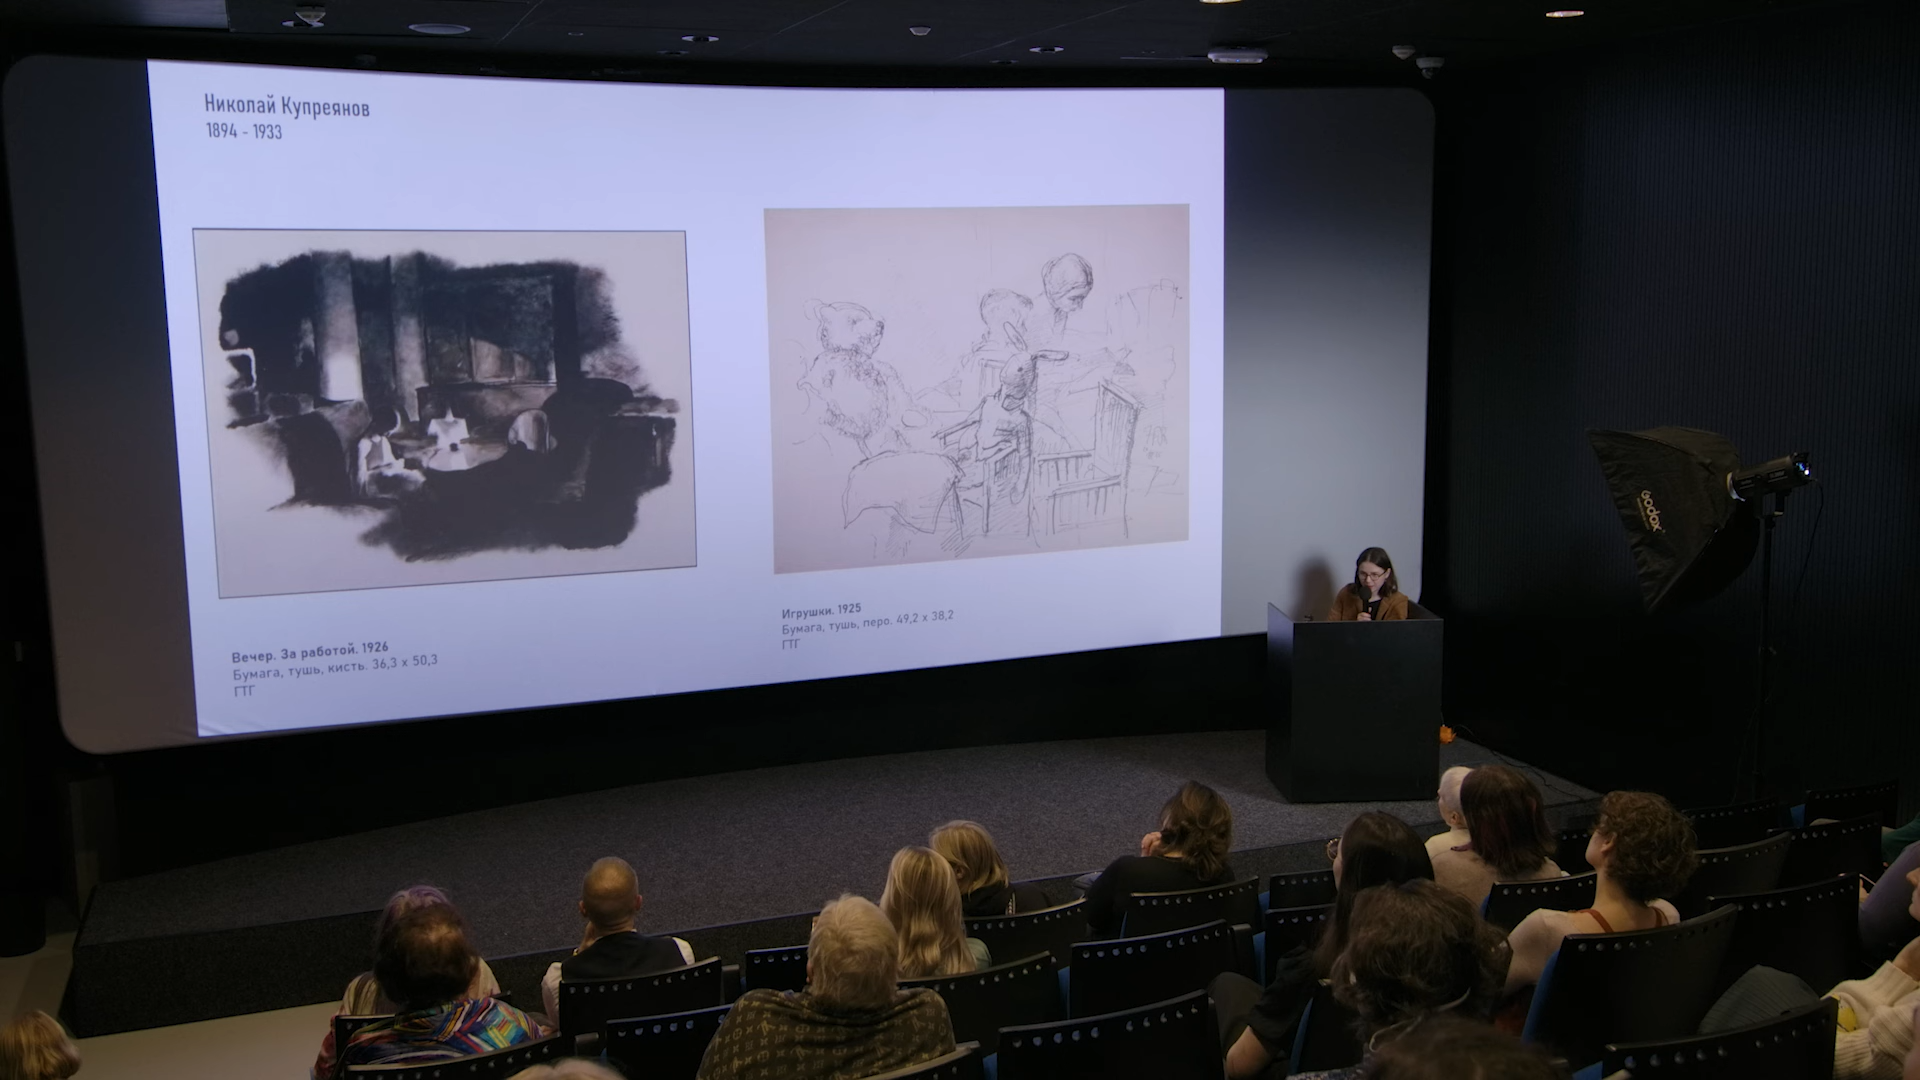 Николай Купреянов
1894 - 1933
Вечер. За работой. 1926
Бумага, тушь, кисть. 36,3 x 50,3
ГТГ
Игрушки. 1925
Бумага, тушь, перо. 49,2 x 38,2
ГТГ
Godox